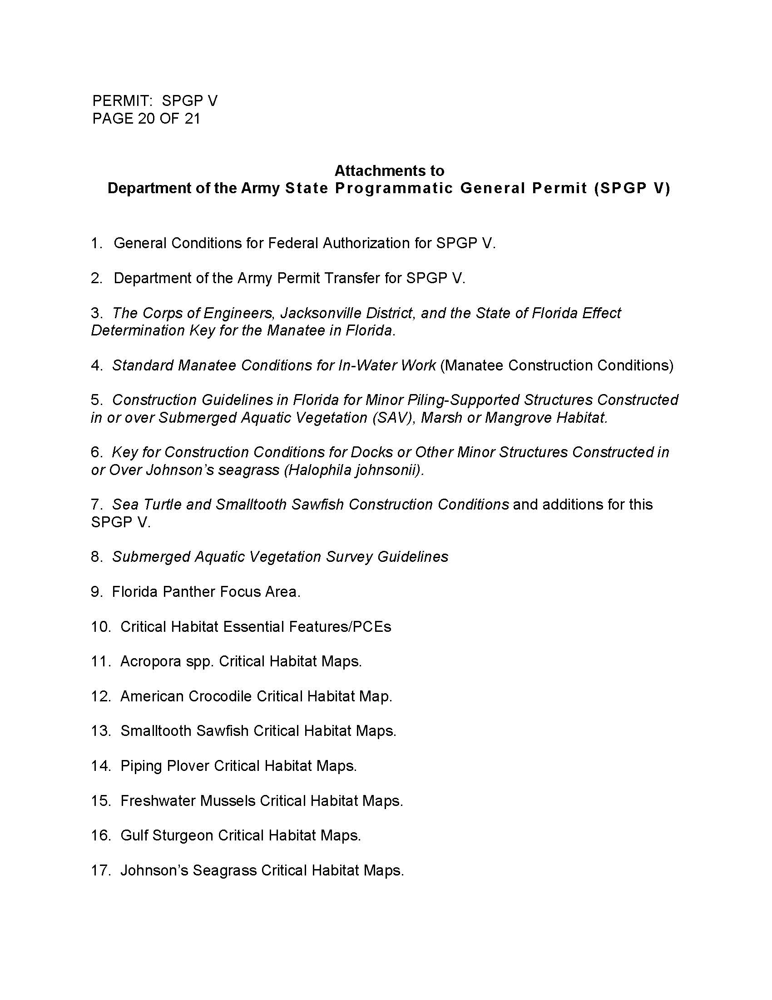 PERMIT: SPGP V
PAGE 20 OF 21
Attachments to
Department of the Army State Programmatic General Permit (SPGP V)
1. General Conditions for Federal Authorization for SPGP V.
2. Department of the Army Permit Transfer for SPGP V.
3. The Corps of Engineers, Jacksonville District, and the State of Florida Effect
Determination Key for the Manatee in Florida.
4. Standard Manatee Conditions for In-Water Work (Manatee Construction Conditions)
5. Construction Guidelines in Florida for Minor Piling-Supported Structures Constructed
in or over Submerged Aquatic Vegetation (SAV), Marsh or Mangrove Habitat.
6. Key for Construction Conditions for Docks or Other Minor Structures Constructed in
or Over Johnson’s seagrass (Halophila johnsonii).
7. Sea Turtle and Smalltooth Sawfish Construction Conditions and additions for this
SPGP V.
8. Submerged Aquatic Vegetation Survey Guidelines
9. Florida Panther Focus Area.
10. Critical Habitat Essential Features/PCEs
11. Acropora spp. Critical Habitat Maps.
12. American Crocodile Critical Habitat Map.
13. Smalltooth Sawfish Critical Habitat Maps.
14. Piping Plover Critical Habitat Maps.
15. Freshwater Mussels Critical Habitat Maps.
16. Gulf Sturgeon Critical Habitat Maps.
17. Johnson’s Seagrass Critical Habitat Maps.